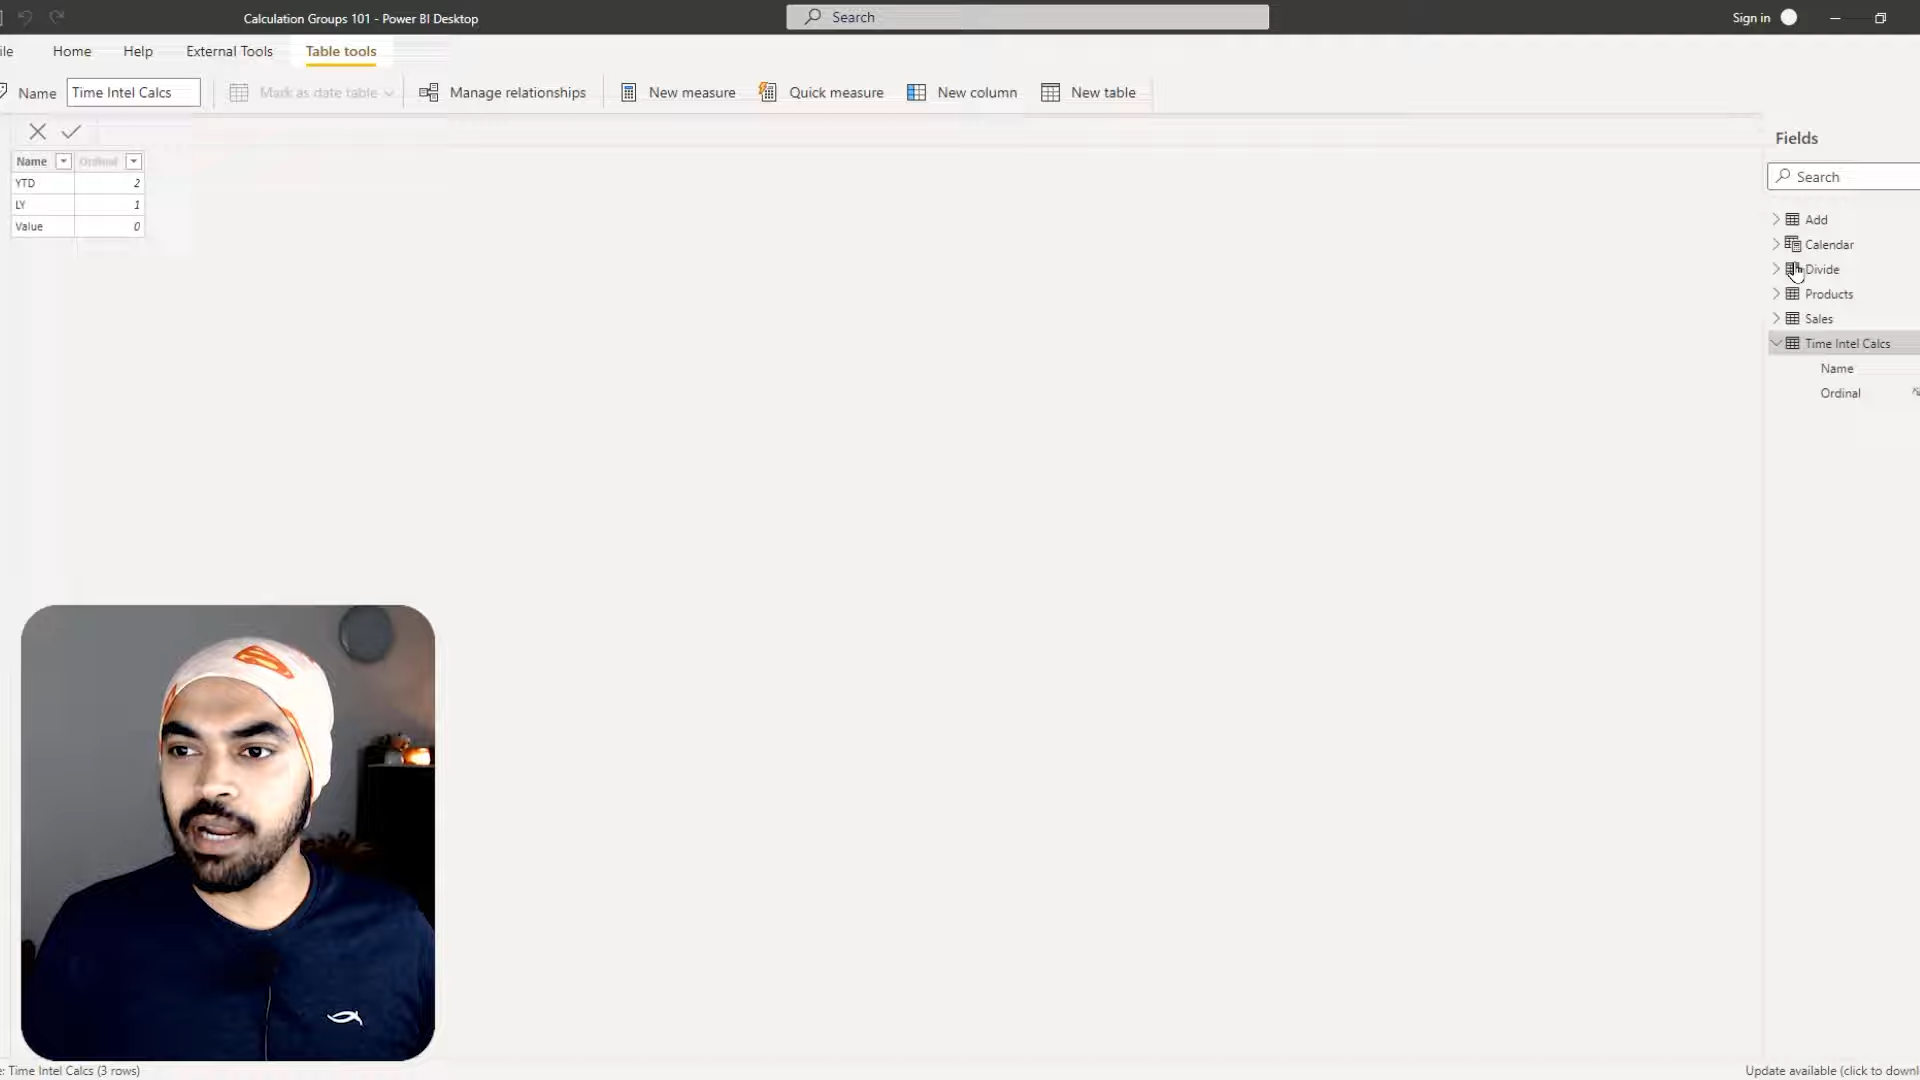 Calculation Groups 101 - Power BI Desktop
Search
Sign in
ile
Home
Help
External Tools
Table tools
Name
Time Intel Calcs
Mark as date table
Manage relationships
New measure
Quick measure
New column
New table
Name
Ordinal
YTD
2
LY
1
Value
0
Fields
Search
Add
Calendar
Divide
Products
Sales
Time Intel Calcs
Name
Ordinal
e: Time Intel Calcs (3 rows)
Update available (click to downl